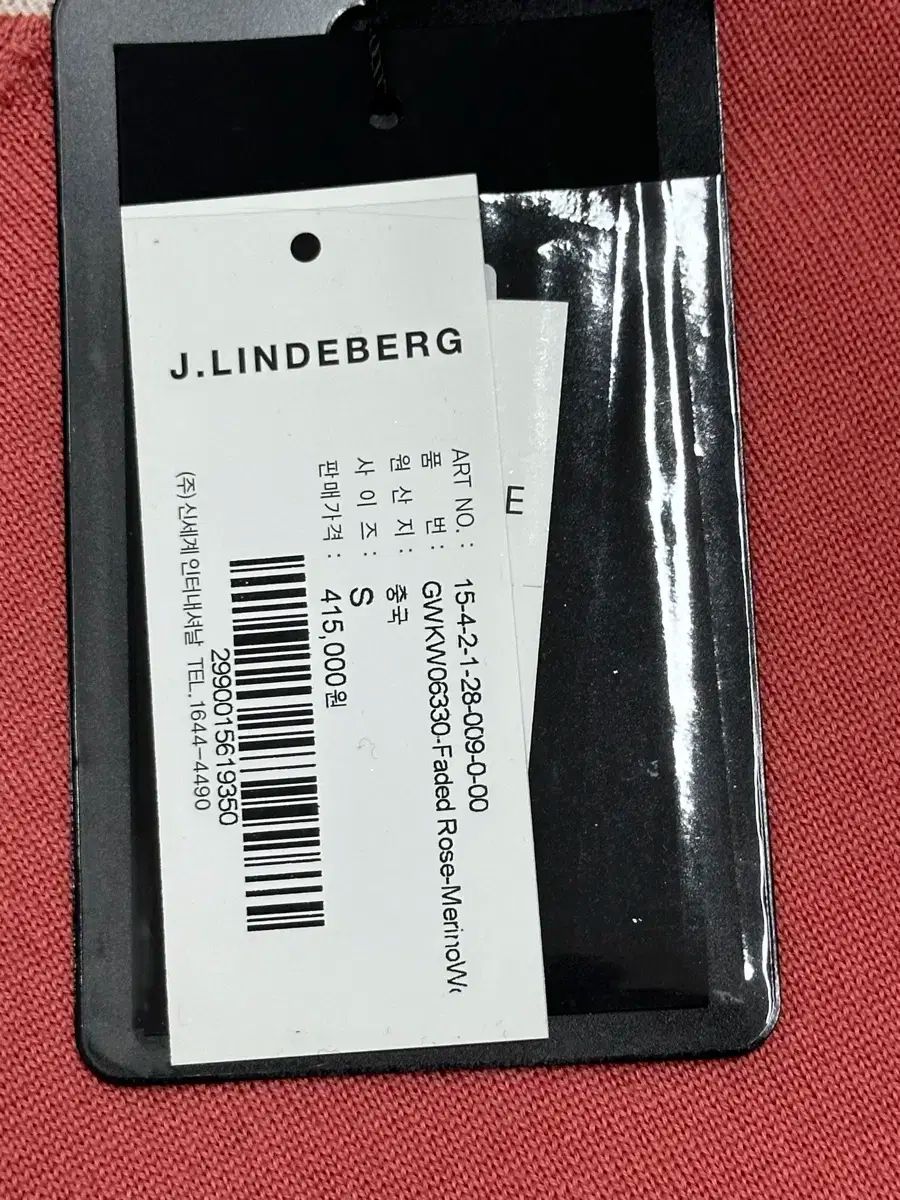 J.LINDEBERG
ART NO. : 15-4-2-1-28-009-0-00
품 번 : GWKW06330-Faded Rose-MerinoW
원 산 지 : 중국
사 이 즈 : S
판매가격 : 415,000원
2990015619350
(주)신세계인터내셔날 TEL.1644-4490
E